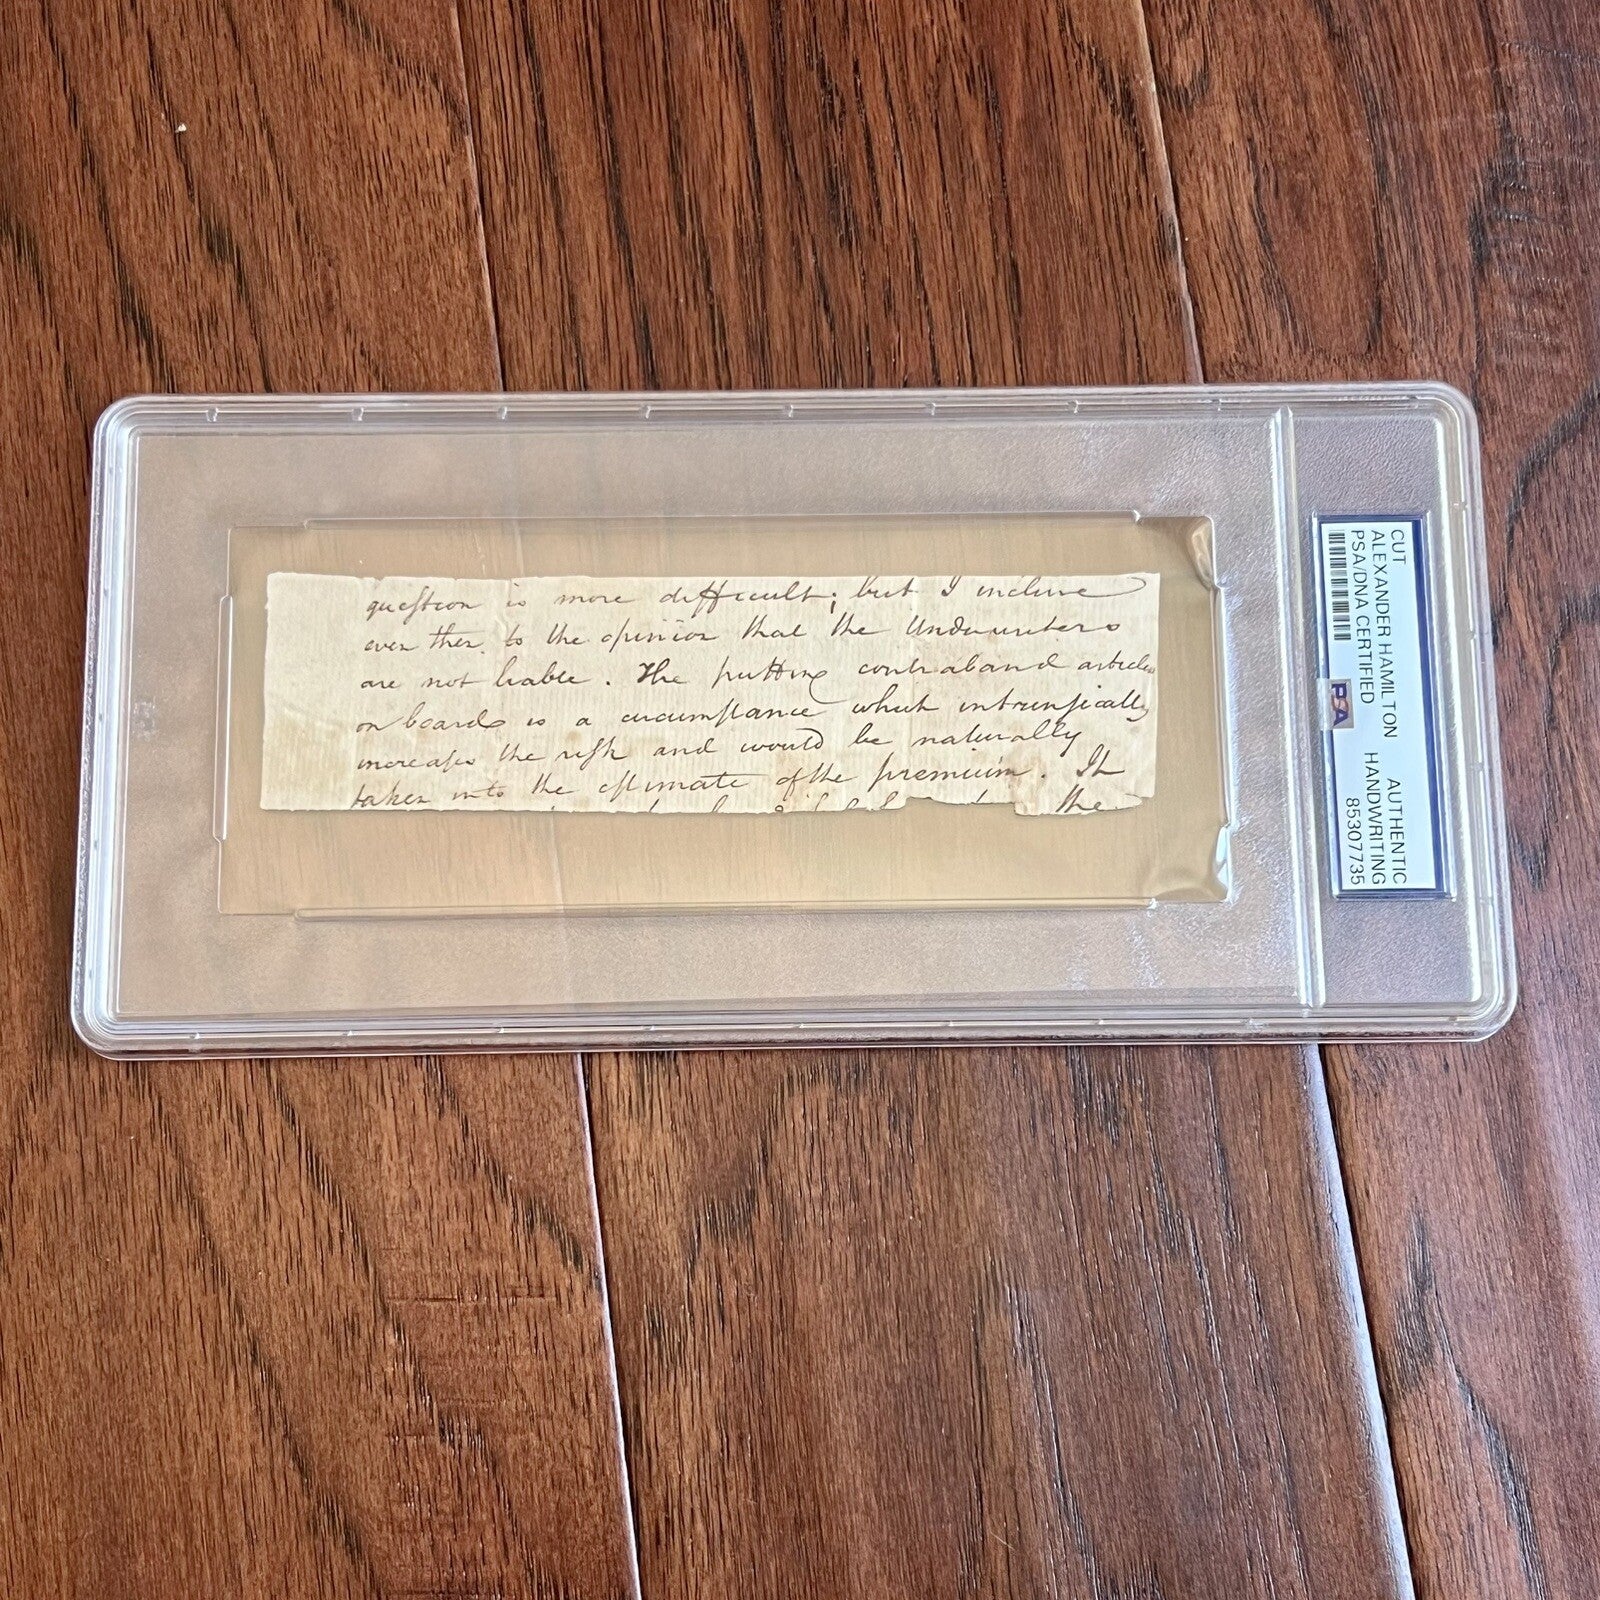 question is more difficult; but I incline
even then to the opinion that the Underwriters
are not liable. The putting contraband articles
on board is a circumstance which intrinsically
increases the risk and would be naturally
taken into the estimate of the premium. It
the
CUT
ALEXANDER HAMILTON
PSA/DNA CERTIFIED
AUTHENTIC
HANDWRITING
85307735
PSA